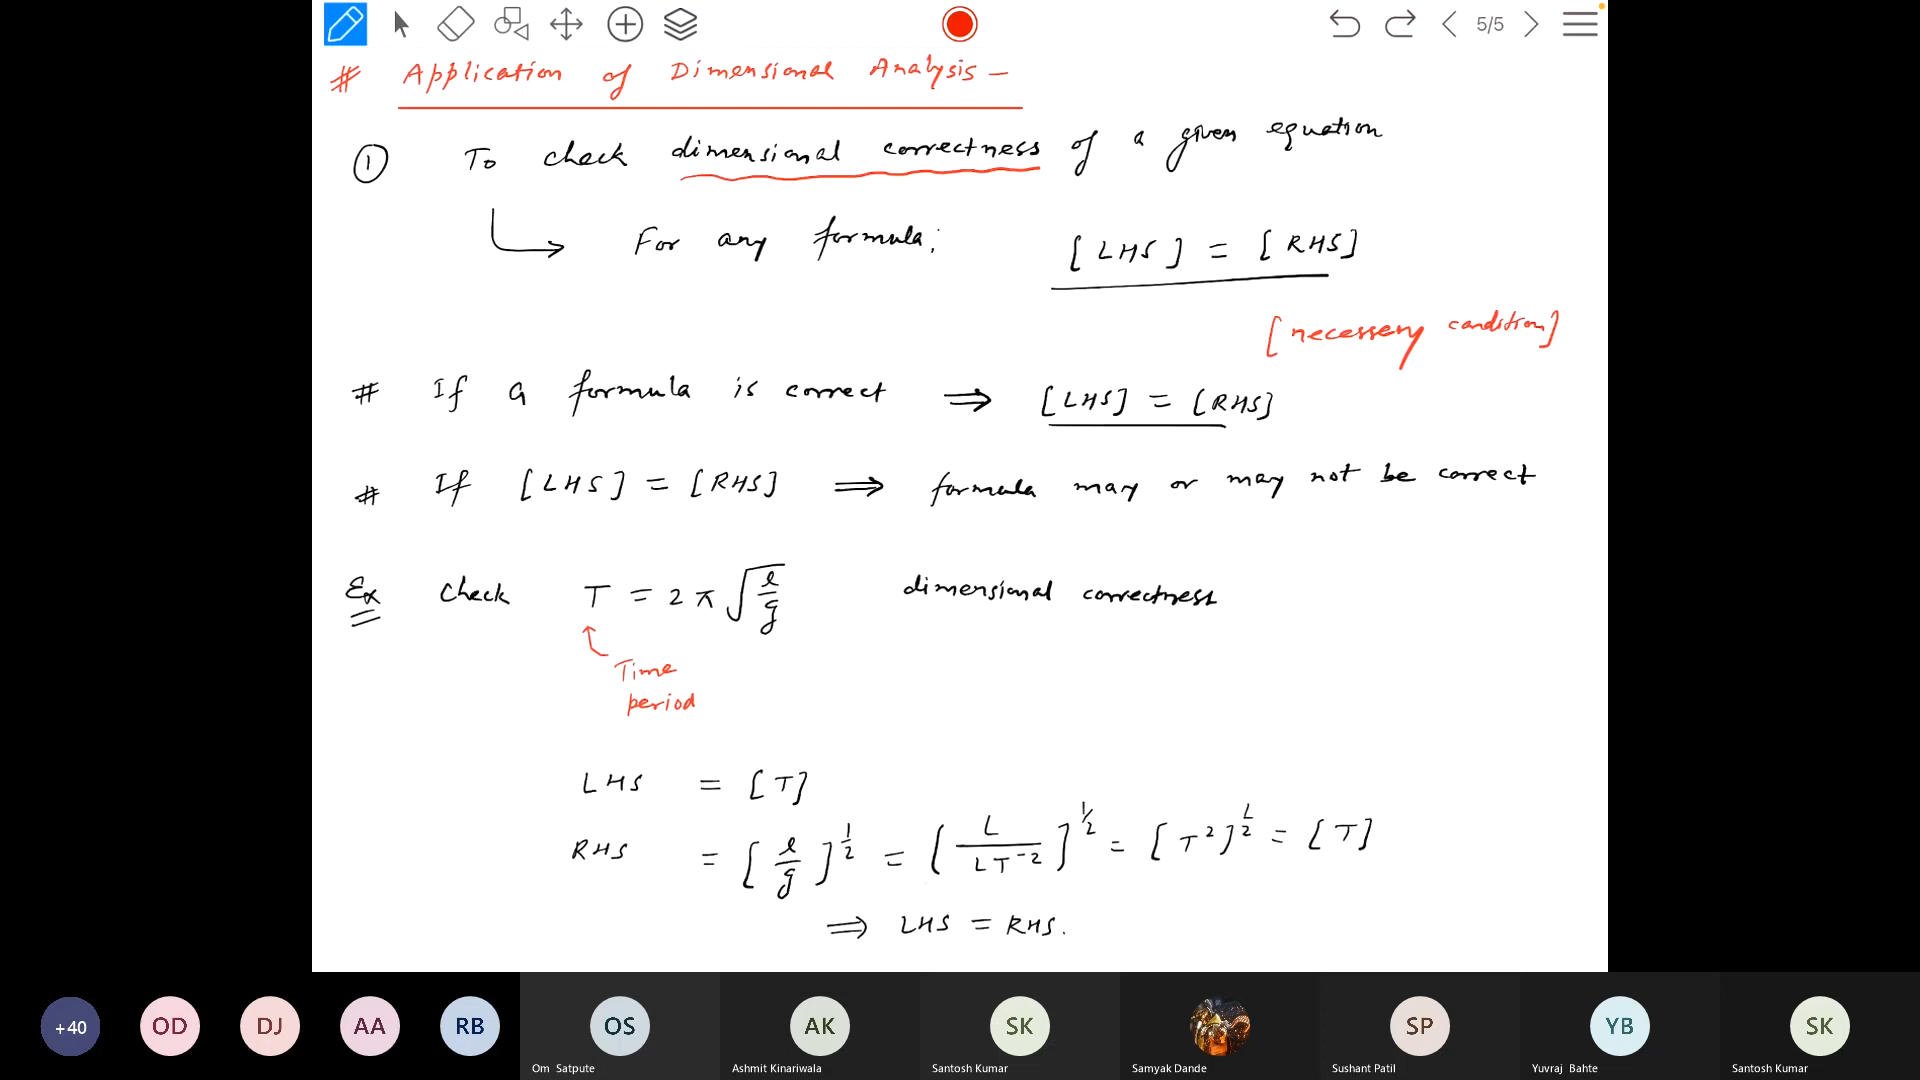 5/5
# Application of Dimensional Analysis -
① To check dimensional correctness of a given equation
↳ For any formula; [LHS] = [RHS]
[necessery condition]
# If a formula is correct ⇒ [LHS] = [RHS]
# If [LHS] = [RHS] ⇒ formula may or may not be correct
Ex check T = 2π√(l/g) dimensional correctness
Time
period
LHS = [T]
RHS = [l/g]^1/2 = [L/LT^-2]^1/2 = [T^2]^1/2 = [T]
⇒ LHS = RHS.
+40 OD DJ AA RB OS AK SK SP YB SK
Om Satpute Ashmit Kinariwala Santosh Kumar Samyak Dande Sushant Patil Yuvraj Bahte Santosh Kumar